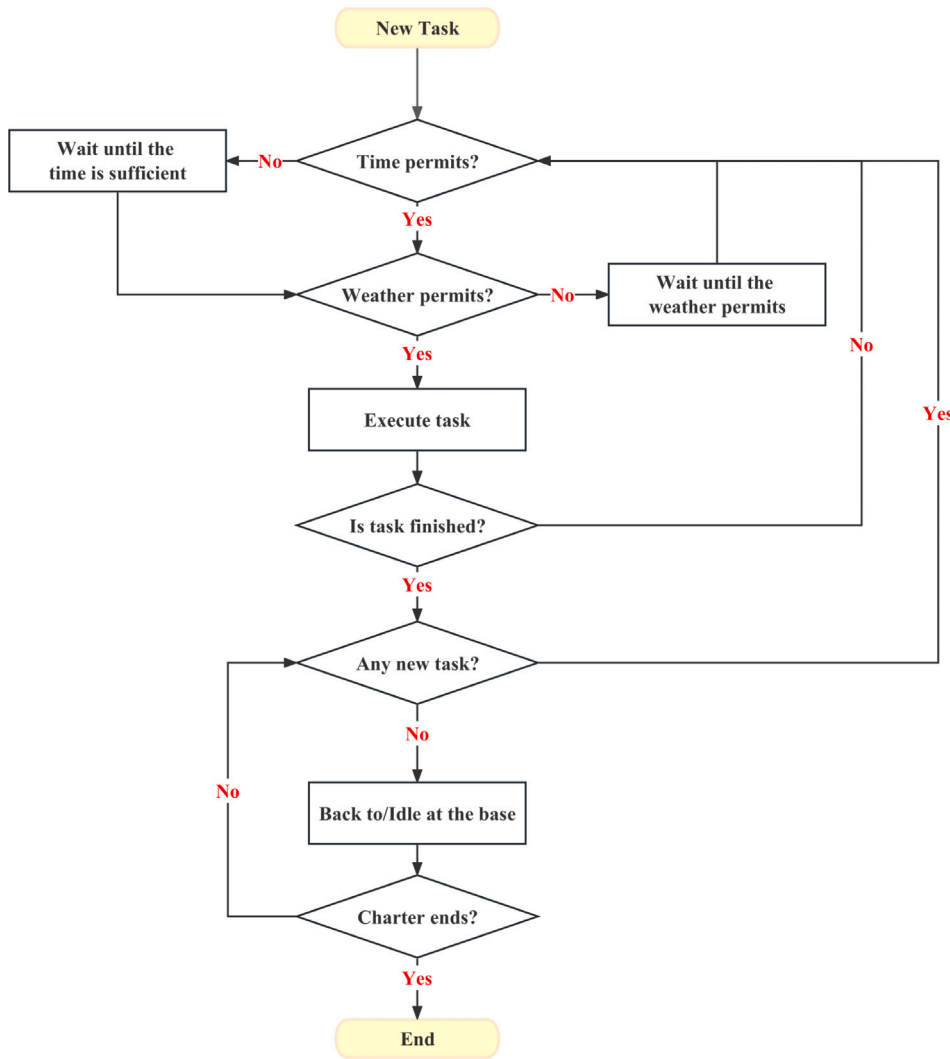 New Task
Time permits?
No
Wait until the
time is sufficient
Yes
Weather permits?
No
Wait until the
weather permits
Yes
No
Execute task
Yes
Is task finished?
Yes
Any new task?
No
No
Back to/Idle at the base
Charter ends?
Yes
End